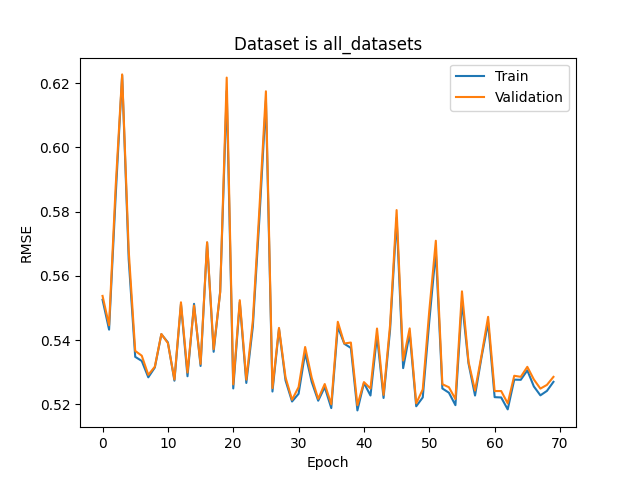 Dataset is all_datasets
Train
Validation
RMSE
0.62
0.60
0.58
0.56
0.54
0.52
0 10 20 30 40 50 60 70
Epoch